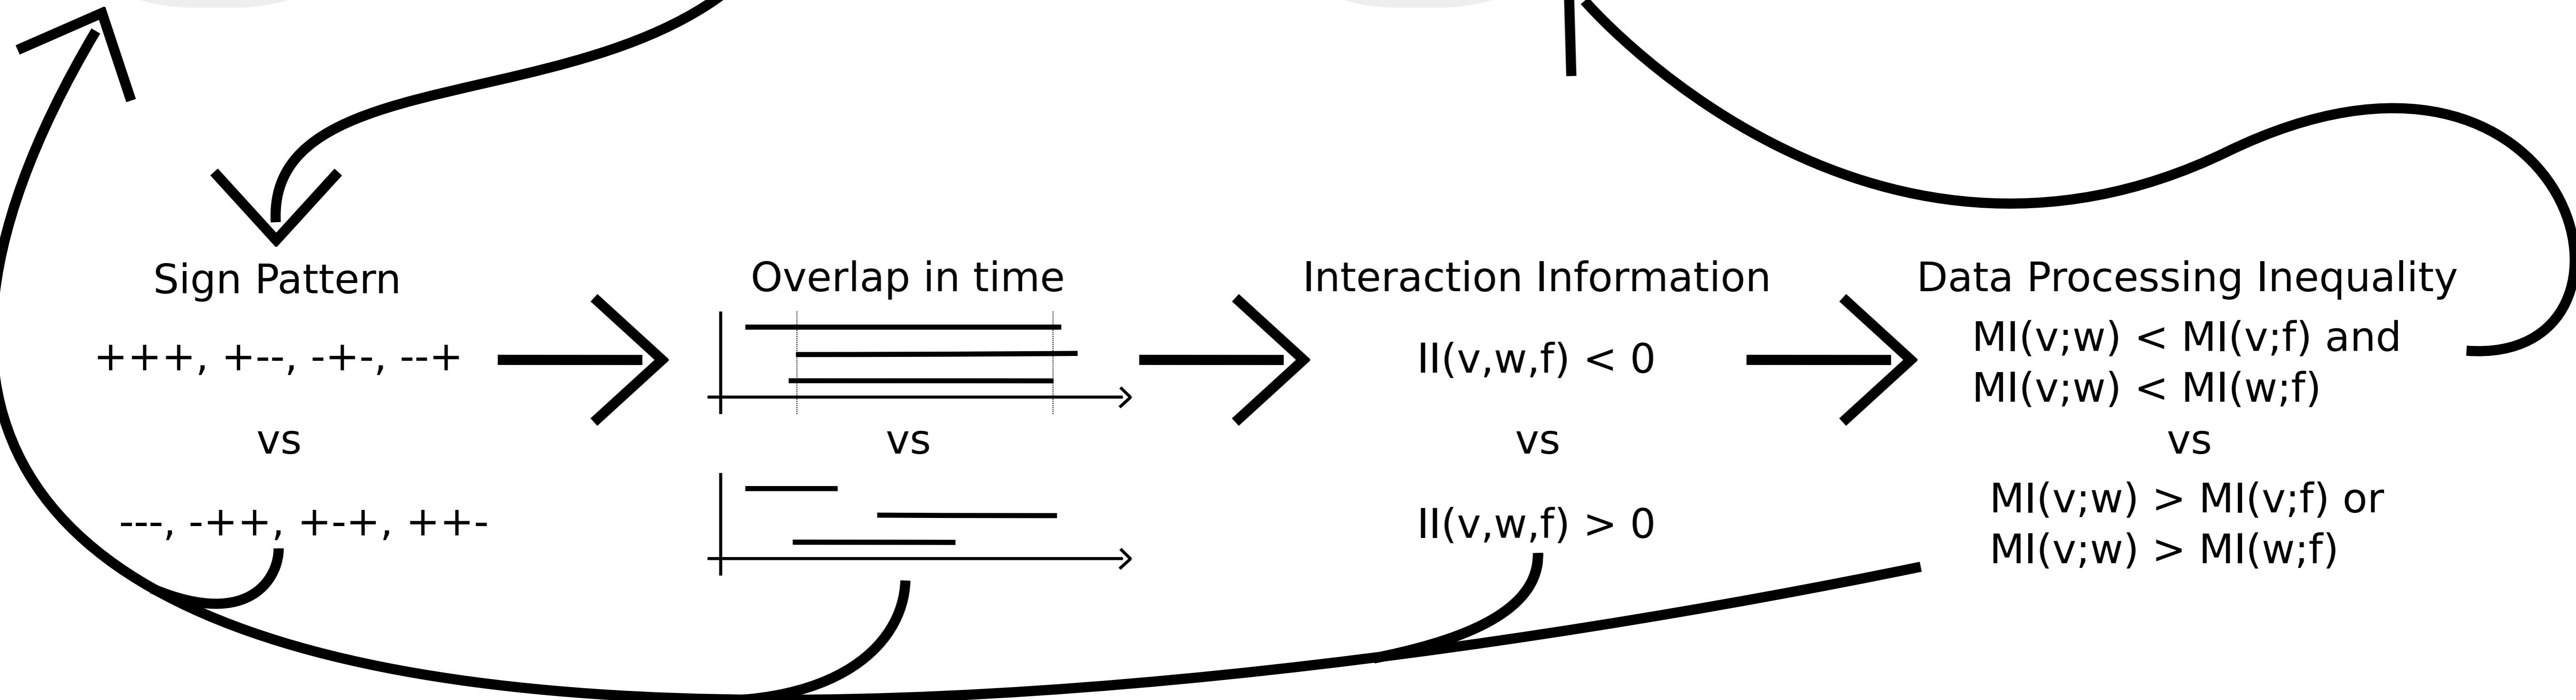 Sign Pattern
+++, +--, -+-, --+
vs
---, -++, +-+, ++-
Overlap in time
vs
Interaction Information
II(v,w,f) < 0
vs
II(v,w,f) > 0
Data Processing Inequality
MI(v;w) < MI(v;f) and
MI(v;w) < MI(w;f)
vs
MI(v;w) > MI(v;f) or
MI(v;w) > MI(w;f)